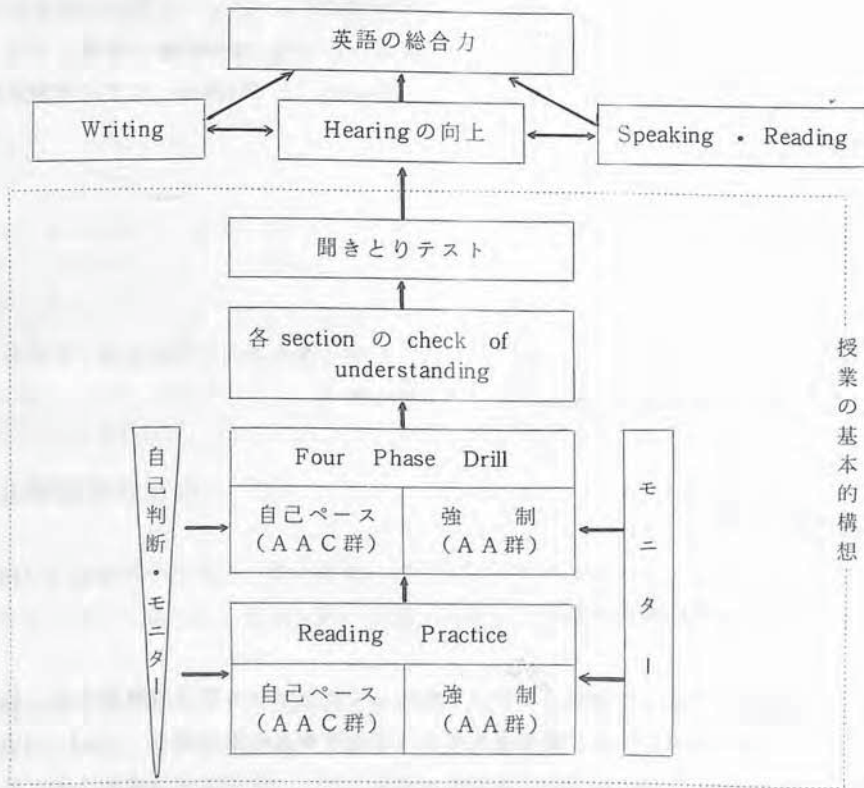 英語の総合力
Writing
Hearingの向上
Speaking・Reading
聞きとりテスト
各 section の check of
understanding
Four Phase Drill
自己ペース
(AAC群)
強制
(AA群)
Reading Practice
自己ペース
(AAC群)
強制
(AA群)
自己判断・モニター
モニター
授業の基本的構想